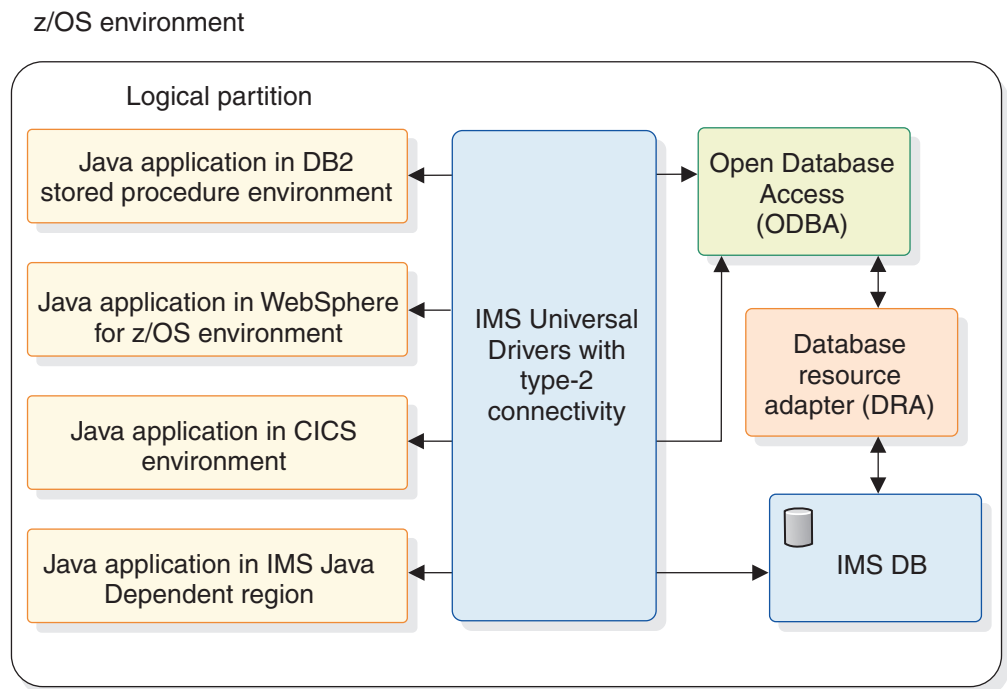 z/OS environment
Logical partition
Java application in DB2
stored procedure environment
Java application in WebSphere
for z/OS environment
Java application in CICS
environment
Java application in IMS Java
Dependent region
IMS Universal
Drivers with
type-2
connectivity
Open Database
Access
(ODBA)
Database
resource
adapter (DRA)
IMS DB